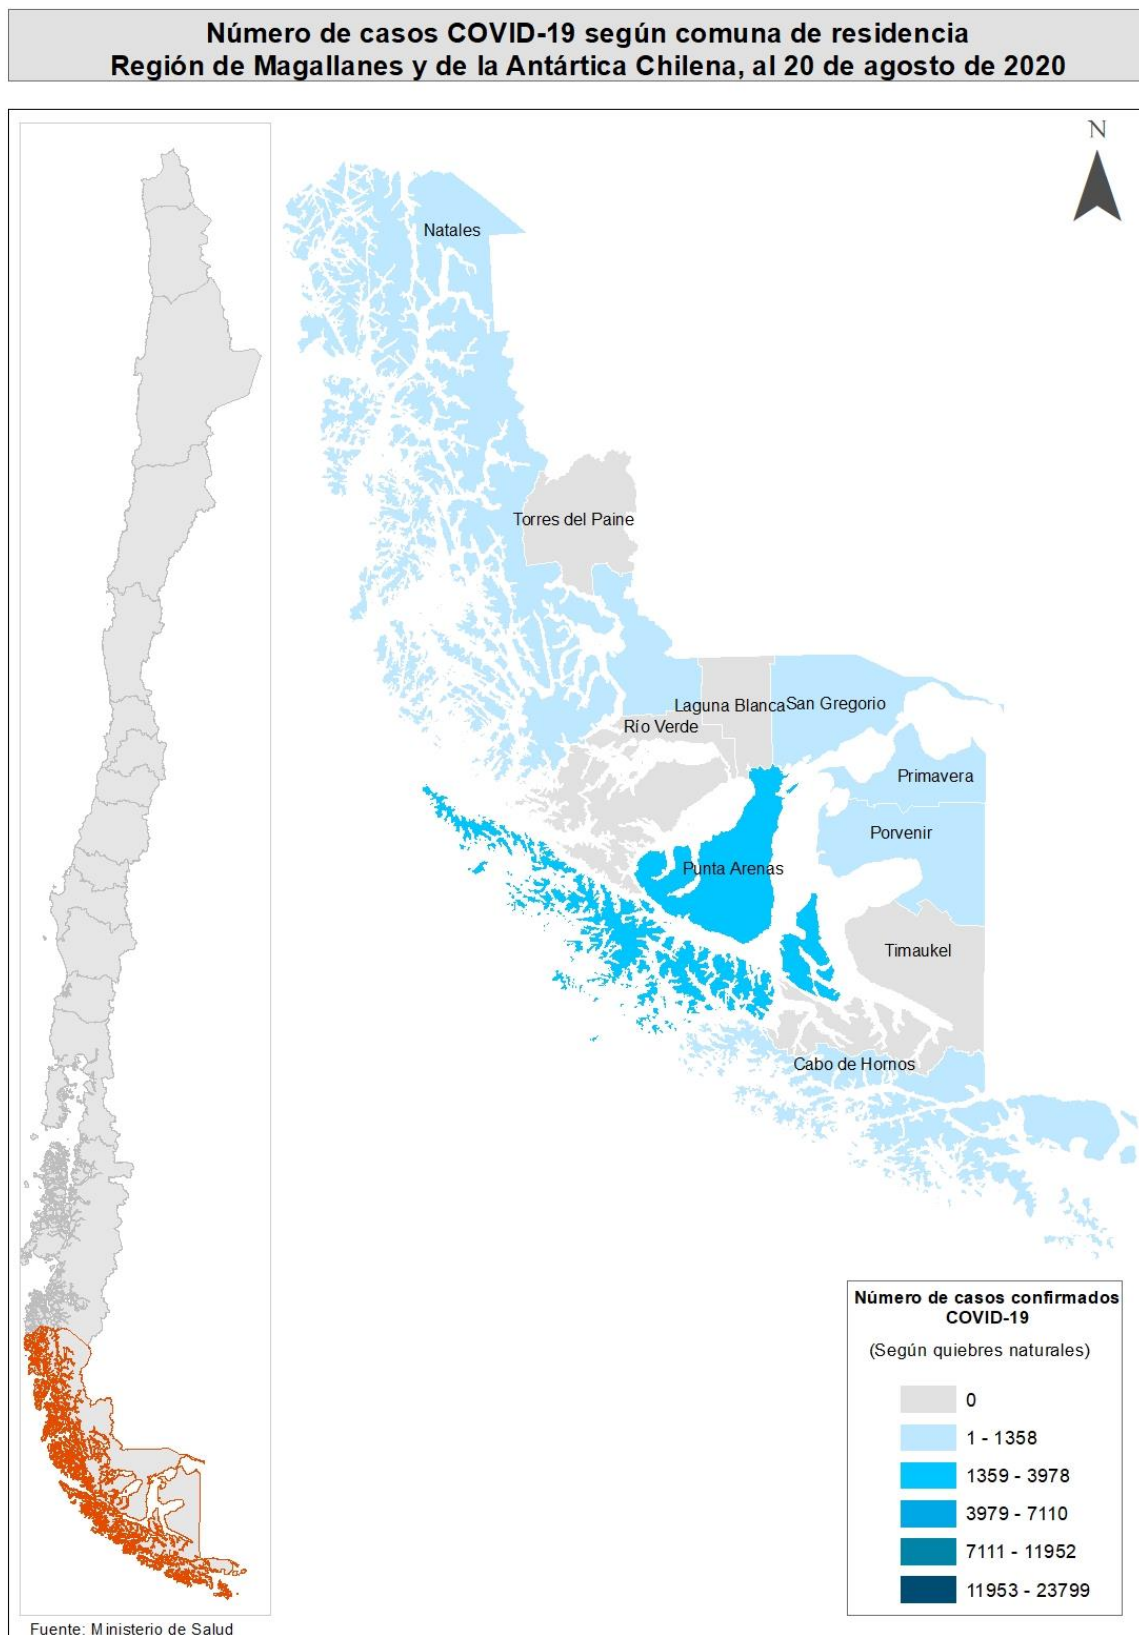 Número de casos COVID-19 según comuna de residencia
Región de Magallanes y de la Antártica Chilena, al 20 de agosto de 2020
N
Natales
Torres del Paine
Laguna Blanca
San Gregorio
Río Verde
Primavera
Porvenir
Punta Arenas
Timaukel
Cabo de Hornos
Número de casos confirmados
COVID-19
(Según quiebres naturales)
0
1 - 1358
1359 - 3978
3979 - 7110
7111 - 11952
11953 - 23799
Fuente: Ministerio de Salud